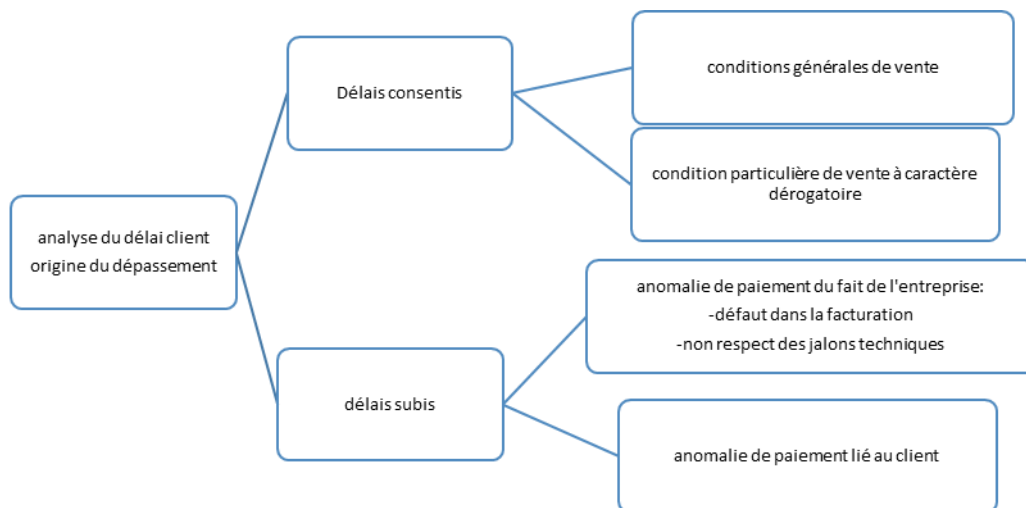 analyse du délai client
origine du dépassement
Délais consentis
conditions générales de vente
condition particulière de vente à caractère
dérogatoire
délais subis
anomalie de paiement du fait de l'entreprise:
-défaut dans la facturation
-non respect des jalons techniques
anomalie de paiement lié au client